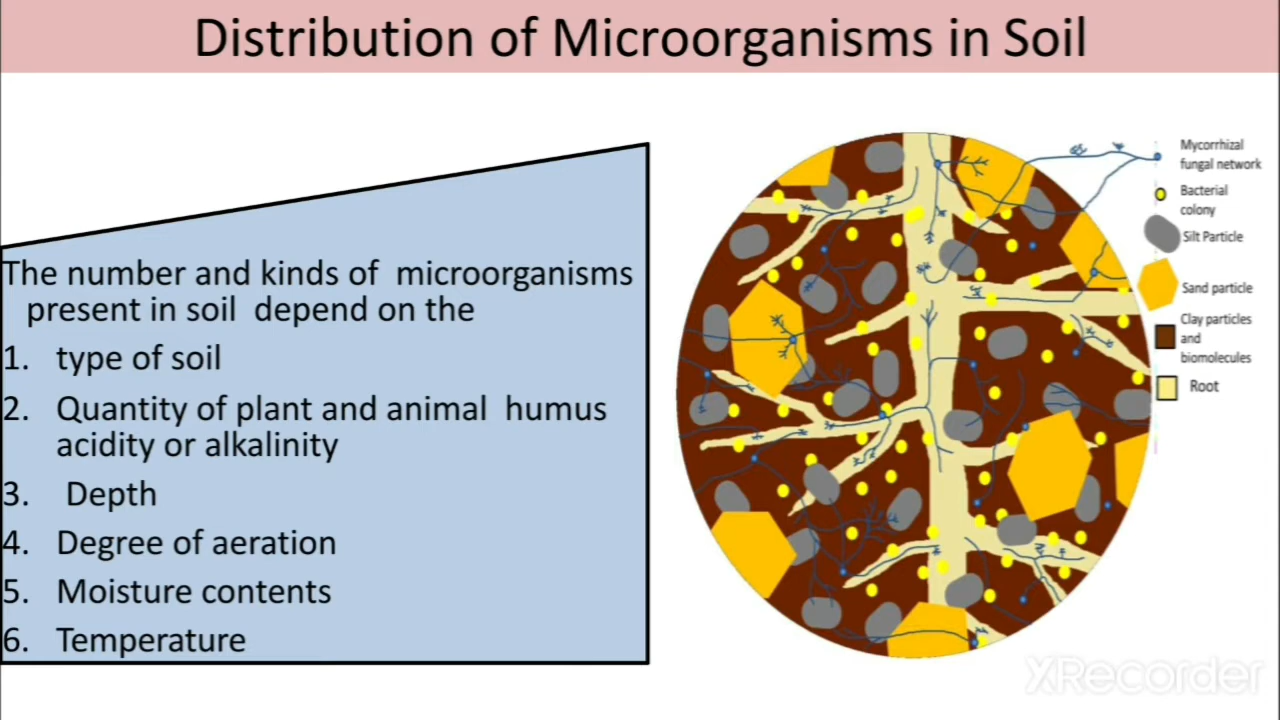 Distribution of Microorganisms in Soil
The number and kinds of microorganisms
present in soil depend on the
1. type of soil
2. Quantity of plant and animal humus
acidity or alkalinity
3. Depth
4. Degree of aeration
5. Moisture contents
6. Temperature
Mycorrhizal
fungal network
Bacterial
colony
Silt Particle
Sand particle
Clay particles
and
biomolecules
Root
XRecorder